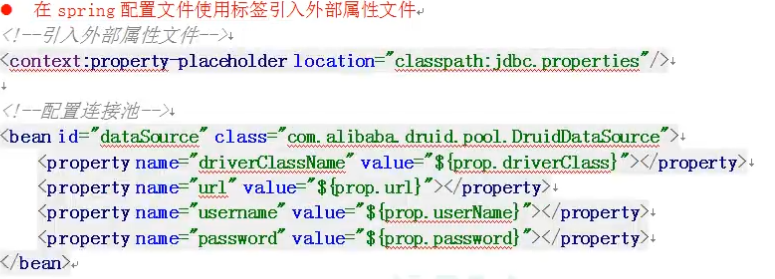 ● 在 spring 配置文件使用标签引入外部属性文件
<!--引入外部属性文件-->
<context:property-placeholder location="classpath:jdbc.properties"/>
<!--配置连接池-->
<bean id="dataSource" class="com.alibaba.druid.pool.DruidDataSource">
<property name="driverClassName" value="${prop.driverClass}"></property>
<property name="url" value="${prop.url}"></property>
<property name="username" value="${prop.userName}"></property>
<property name="password" value="${prop.password}"></property>
</bean>